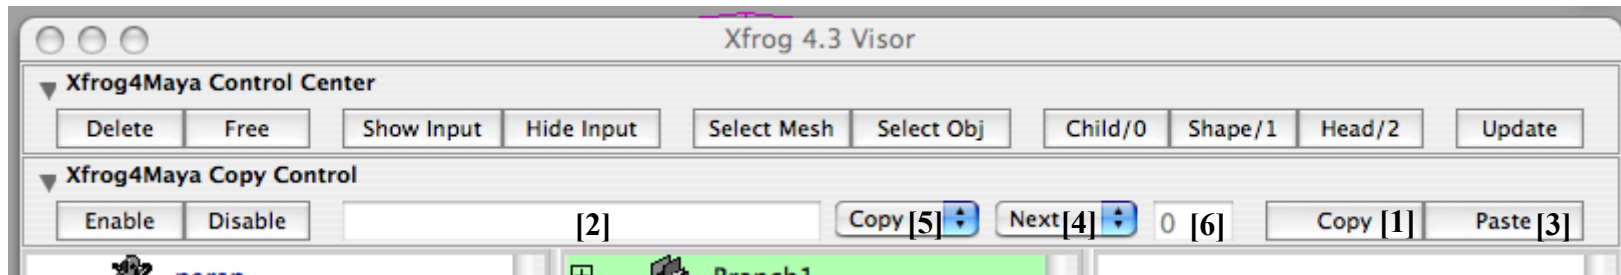 Xfrog 4.3 Visor
Xfrog4Maya Control Center
Delete Free Show Input Hide Input Select Mesh Select Obj Child/0 Shape/1 Head/2 Update
Xfrog4Maya Copy Control
Enable Disable [2] Copy [5] Next [4] 0 [6] Copy [1] Paste [3]
persp Branch1